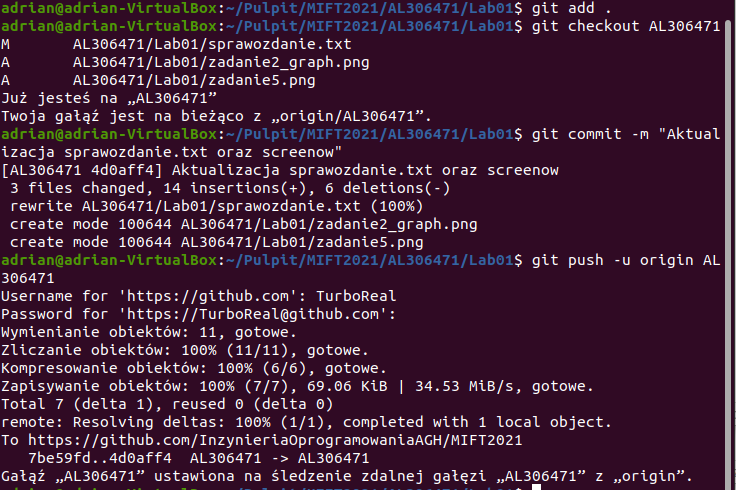 adrian@adrian-VirtualBox:~/Pulpit/MIFT2021/AL306471/Lab01$ git add .
adrian@adrian-VirtualBox:~/Pulpit/MIFT2021/AL306471/Lab01$ git checkout AL306471
M       AL306471/Lab01/sprawozdanie.txt
A       AL306471/Lab01/zadanie2_graph.png
A       AL306471/Lab01/zadanie5.png
Już jesteś na „AL306471”
Twoja gałąź jest na bieżąco z „origin/AL306471”.
adrian@adrian-VirtualBox:~/Pulpit/MIFT2021/AL306471/Lab01$ git commit -m "Aktual
izacja sprawozdanie.txt oraz screenow"
[AL306471 4d0aff4] Aktualizacja sprawozdanie.txt oraz screenow
 3 files changed, 14 insertions(+), 6 deletions(-)
 rewrite AL306471/Lab01/sprawozdanie.txt (100%)
 create mode 100644 AL306471/Lab01/zadanie2_graph.png
 create mode 100644 AL306471/Lab01/zadanie5.png
adrian@adrian-VirtualBox:~/Pulpit/MIFT2021/AL306471/Lab01$ git push -u origin AL
306471
Username for 'https://github.com': TurboReal
Password for 'https://TurboReal@github.com':
Wymienianie obiektów: 11, gotowe.
Zliczanie obiektów: 100% (11/11), gotowe.
Kompresowanie obiektów: 100% (6/6), gotowe.
Zapisywanie obiektów: 100% (7/7), 69.06 KiB | 34.53 MiB/s, gotowe.
Total 7 (delta 1), reused 0 (delta 0)
remote: Resolving deltas: 100% (1/1), completed with 1 local object.
To https://github.com/InzynieriaOprogramowaniaAGH/MIFT2021
   7be59fd..4d0aff4  AL306471 -> AL306471
Gałąź „AL306471” ustawiona na śledzenie zdalnej gałęzi „AL306471” z „origin”.